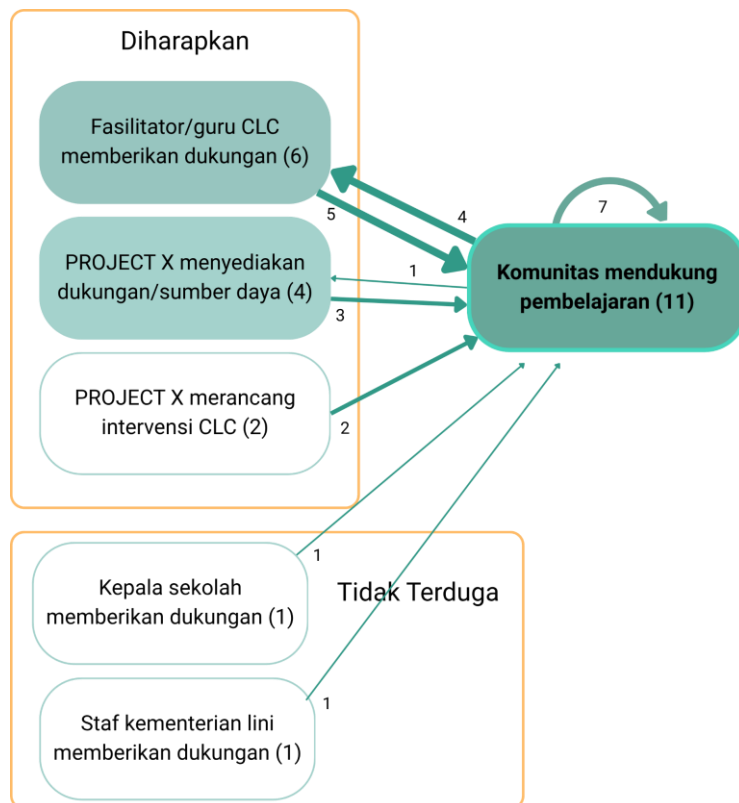 Diharapkan
Fasilitator/guru CLC
memberikan dukungan (6)
5
4
7
PROJECT X menyediakan
dukungan/sumber daya (4)
1
3
Komunitas mendukung
pembelajaran (11)
PROJECT X merancang
intervensi CLC (2)
2
Kepala sekolah
memberikan dukungan (1)
1
Tidak Terduga
Staf kementerian lini
memberikan dukungan (1)
1